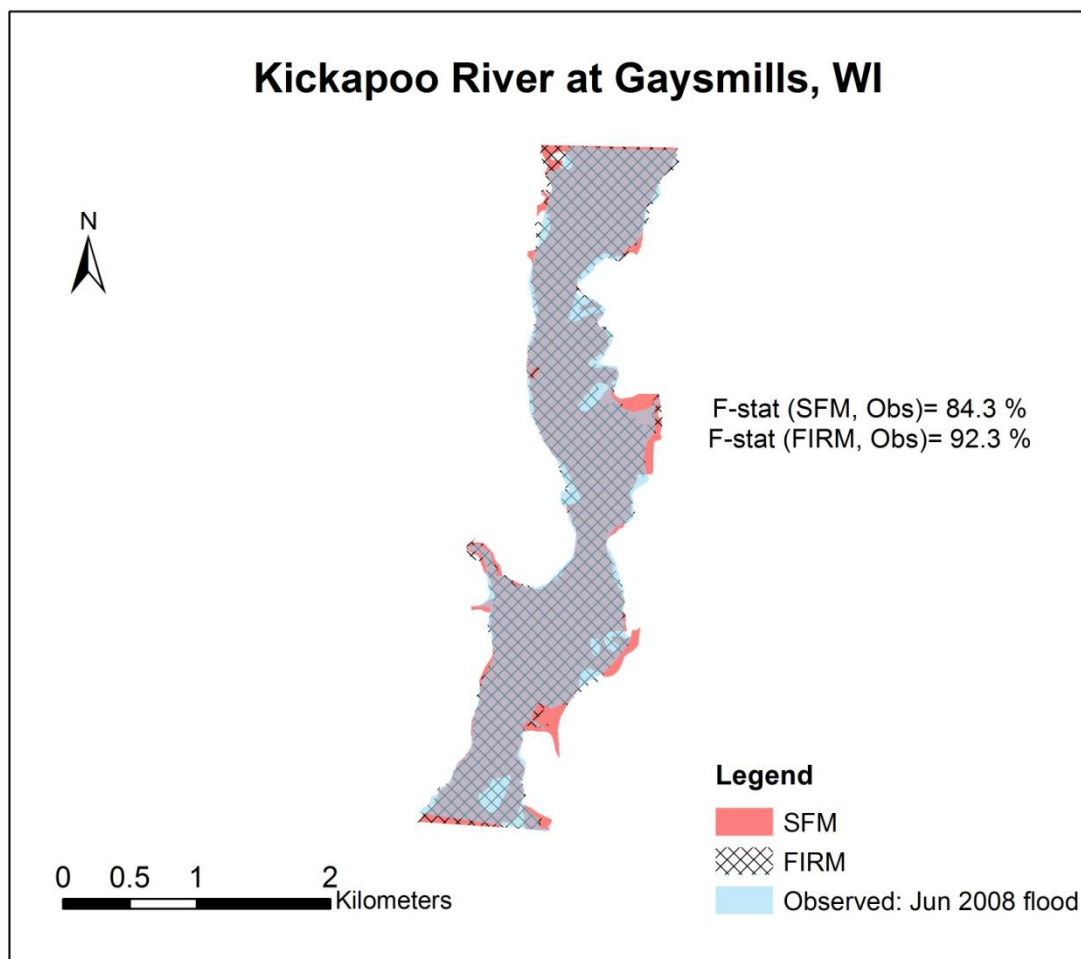 Kickapoo River at Gaysmills, WI
N
F-stat (SFM, Obs)= 84.3 %
F-stat (FIRM, Obs)= 92.3 %
Legend
SFM
FIRM
Observed: Jun 2008 flood
0 0.5 1 2
Kilometers